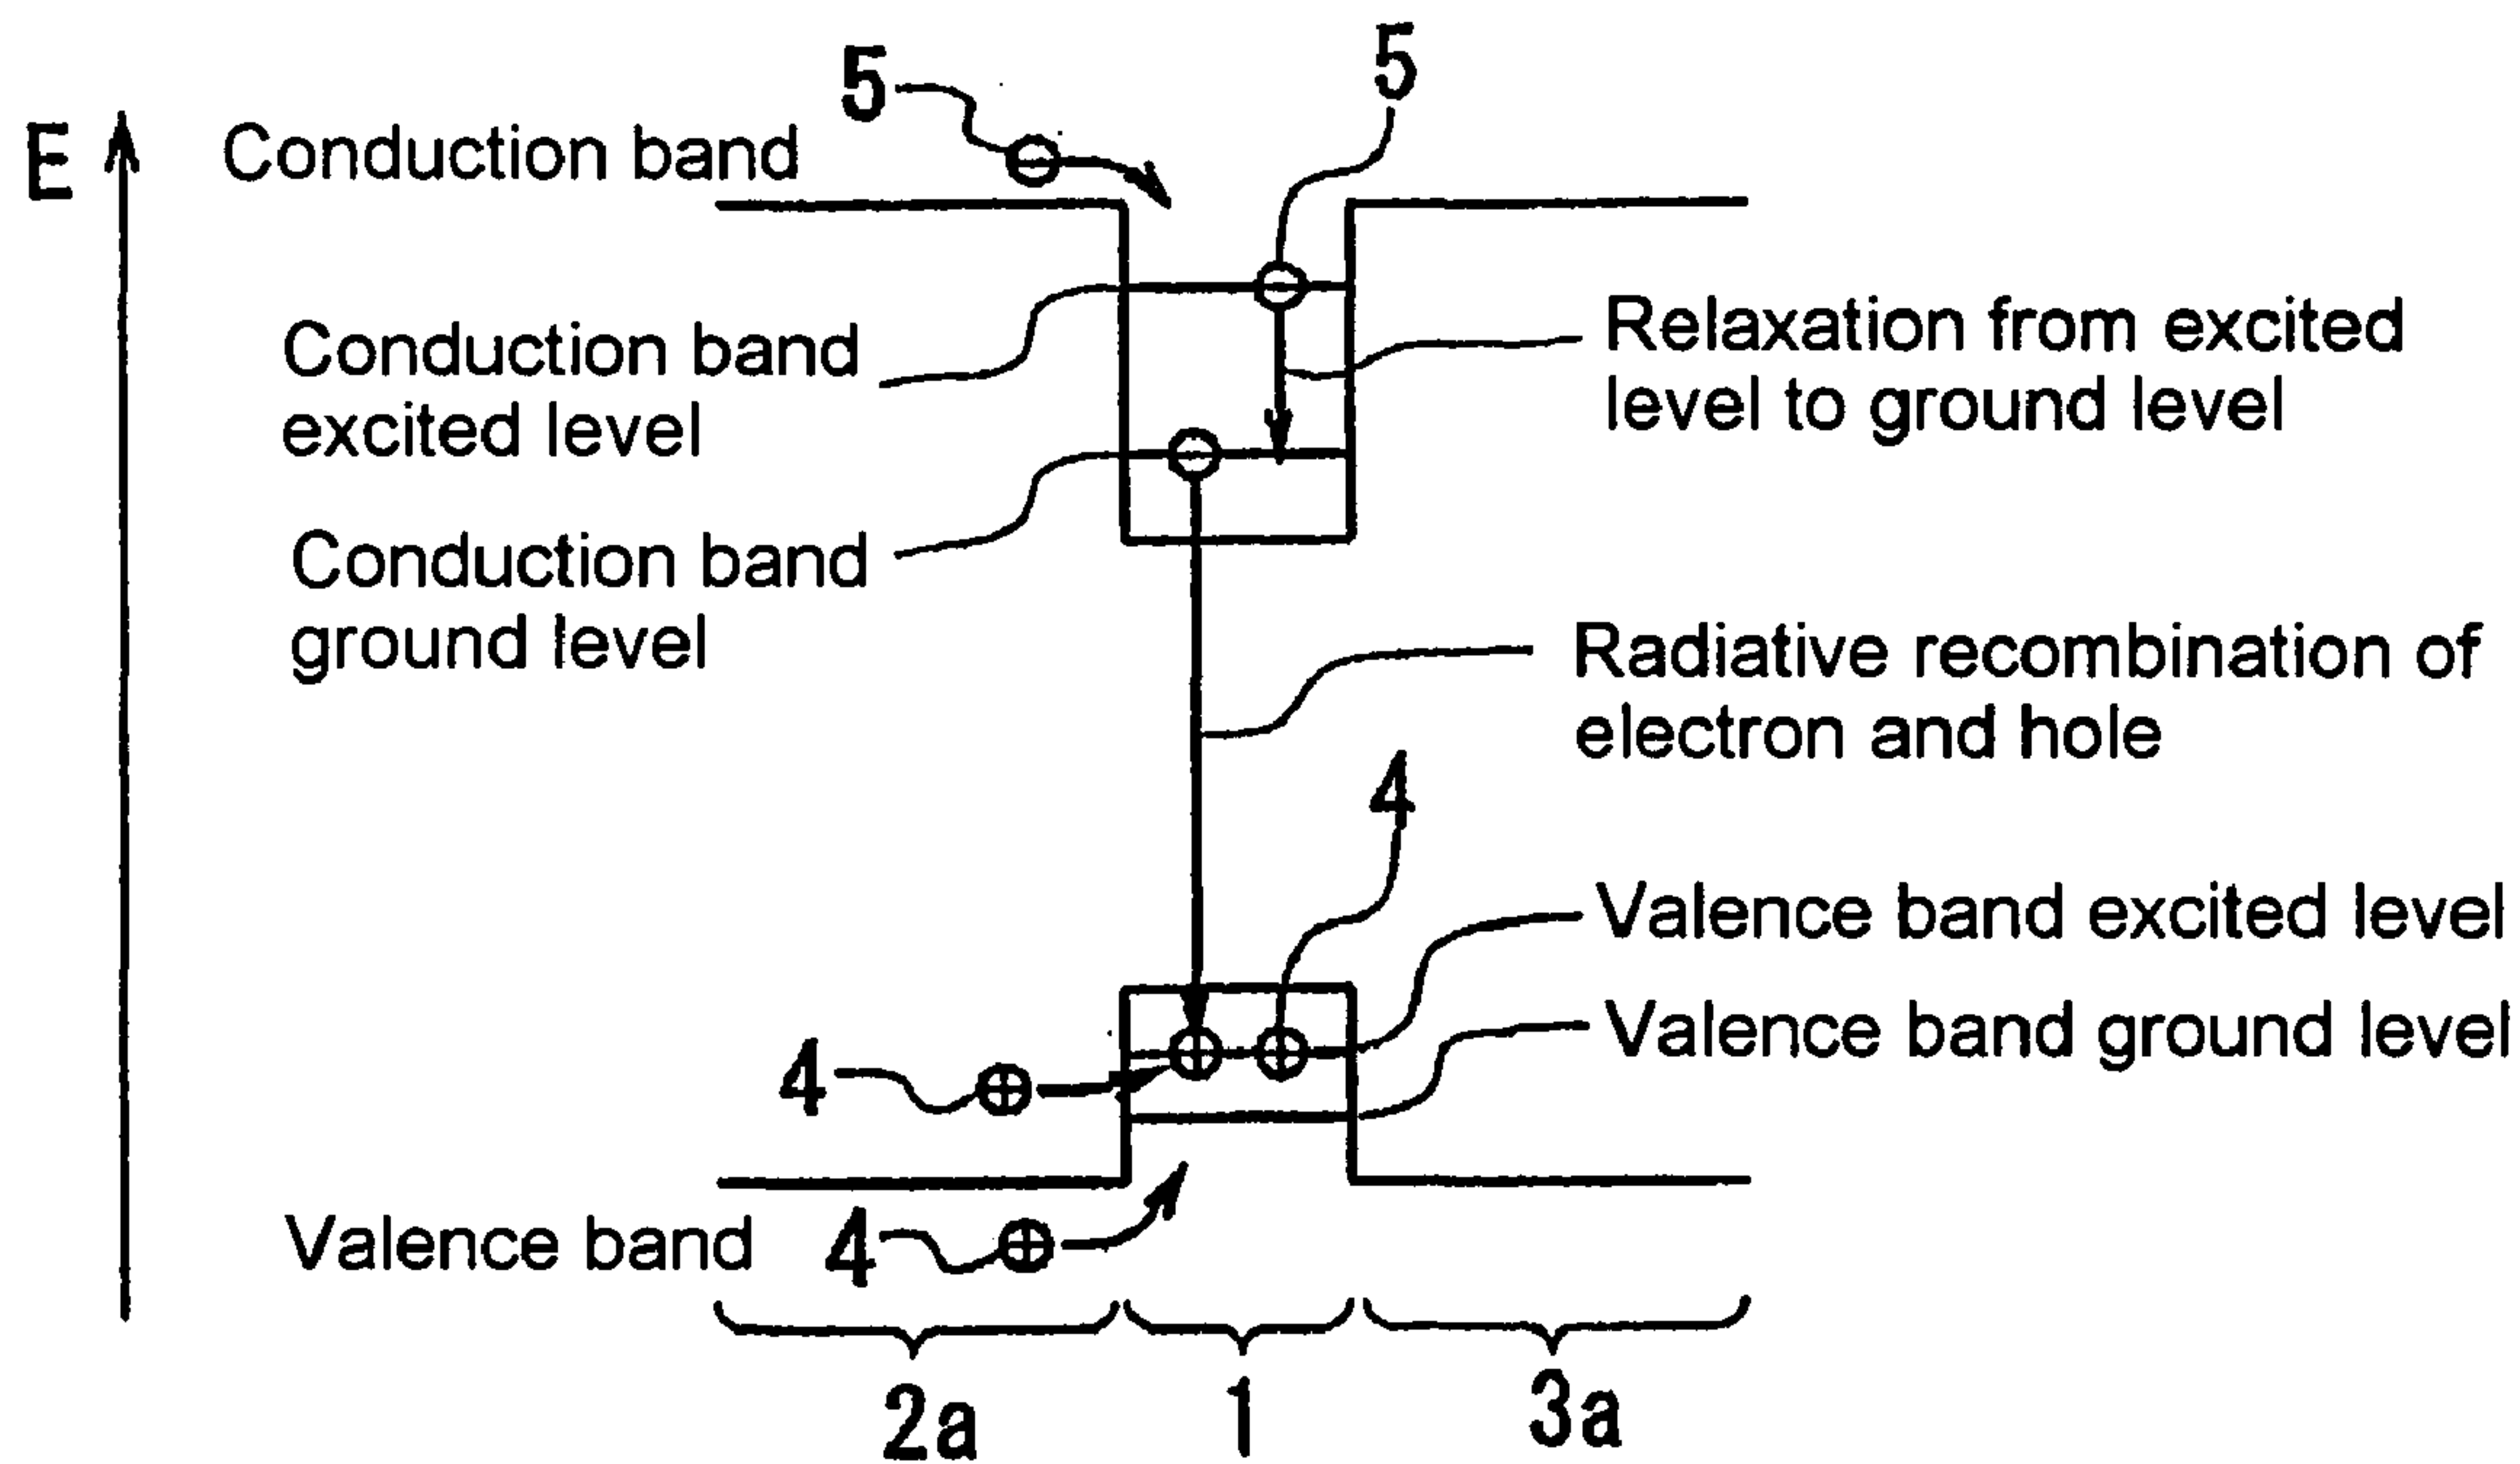 5
5
E
Conduction band
Conduction band
excited level
Relaxation from excited
level to ground level
Conduction band
ground level
Radiative recombination of
electron and hole
4
Valence band excited level
Valence band ground level
4
Valence band
4
2a
1
3a